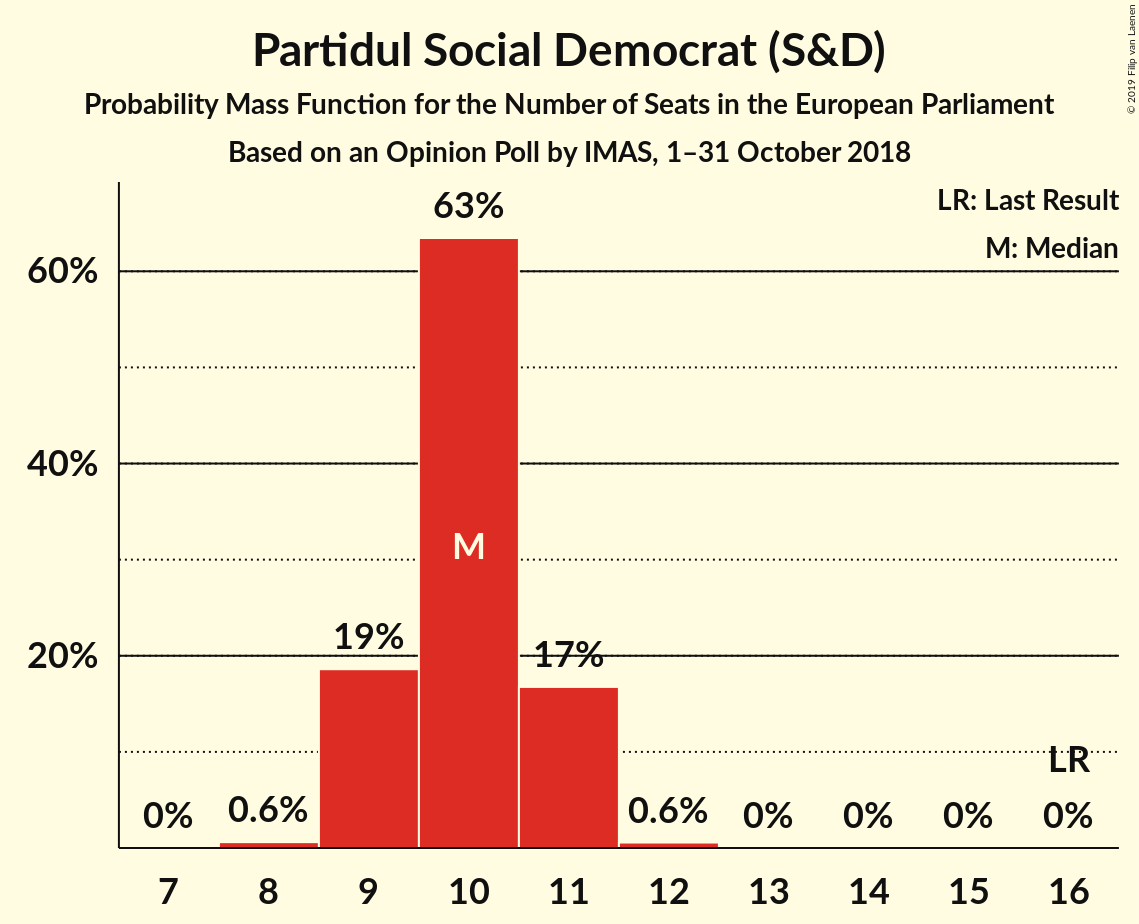 Partidul Social Democrat (S&D)
Probability Mass Function for the Number of Seats in the European Parliament
Based on an Opinion Poll by IMAS, 1–31 October 2018
© 2019 Filip van Laenen
LR: Last Result
M: Median
63%
60%
40%
M
19%
17%
20%
LR
0%
0.6%
0.6%
0%
0%
0%
0%
7
8
9
10
11
12
13
14
15
16